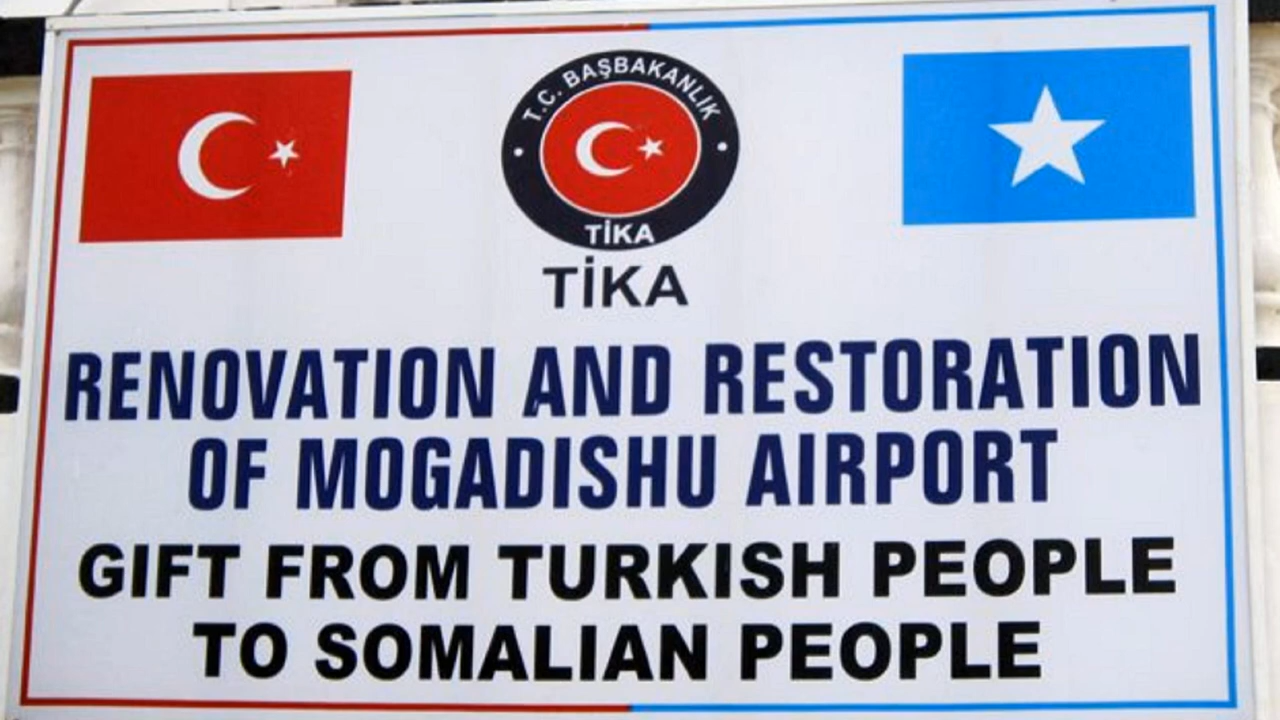 T.C. BAŞBAKANLIK
TİKA
TİKA
RENOVATION AND RESTORATION
OF MOGADISHU AIRPORT
GIFT FROM TURKISH PEOPLE
TO SOMALIAN PEOPLE